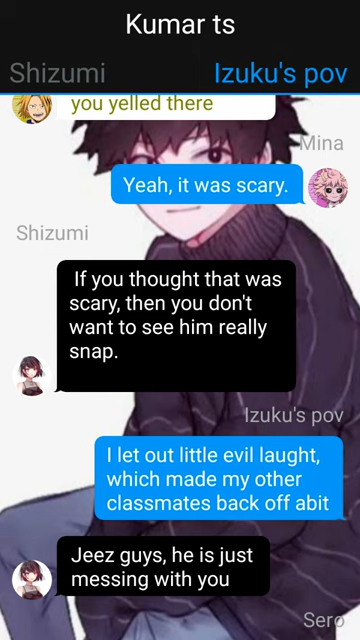 Kumar ts
Shizumi
Izuku's pov
you yelled there
Mina
Yeah, it was scary.
Shizumi
If you thought that was
scary, then you don't
want to see him really
snap.
Izuku's pov
I let out little evil laught,
which made my other
classmates back off abit
Jeez guys, he is just
messing with you
Sero